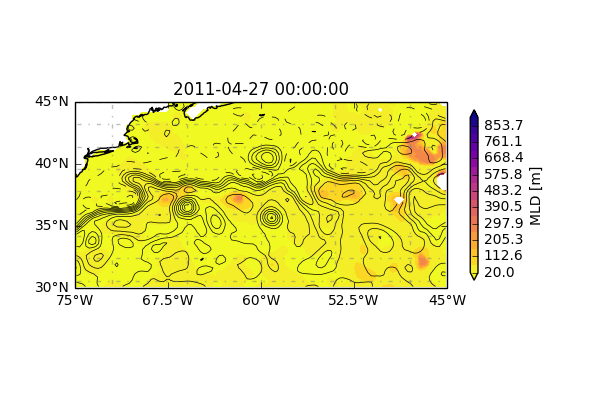 2011-04-27 00:00:00
45°N
40°N
35°N
30°N
75°W
67.5°W
60°W
52.5°W
45°W
853.7
761.1
668.4
575.8
483.2
390.5
297.9
205.3
112.6
20.0
MLD [m]